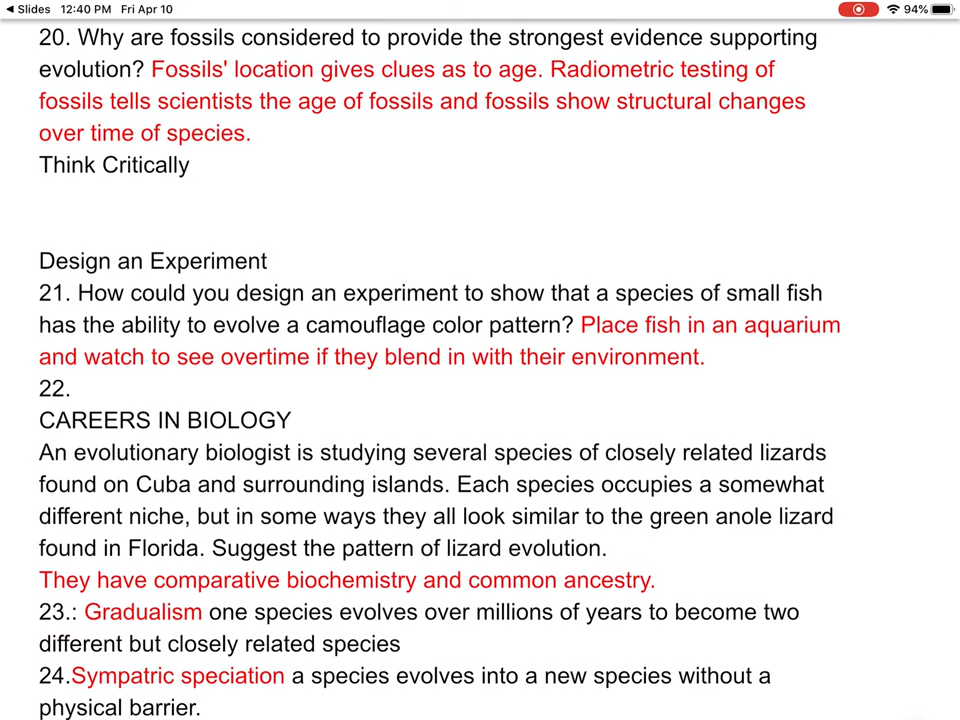 Slides 12:40 PM Fri Apr 10 94%
20. Why are fossils considered to provide the strongest evidence supporting
evolution? Fossils' location gives clues as to age. Radiometric testing of
fossils tells scientists the age of fossils and fossils show structural changes
over time of species.
Think Critically
Design an Experiment
21. How could you design an experiment to show that a species of small fish
has the ability to evolve a camouflage color pattern? Place fish in an aquarium
and watch to see overtime if they blend in with their environment.
22.
CAREERS IN BIOLOGY
An evolutionary biologist is studying several species of closely related lizards
found on Cuba and surrounding islands. Each species occupies a somewhat
different niche, but in some ways they all look similar to the green anole lizard
found in Florida. Suggest the pattern of lizard evolution.
They have comparative biochemistry and common ancestry.
23.: Gradualism one species evolves over millions of years to become two
different but closely related species
24.Sympatric speciation a species evolves into a new species without a
physical barrier.